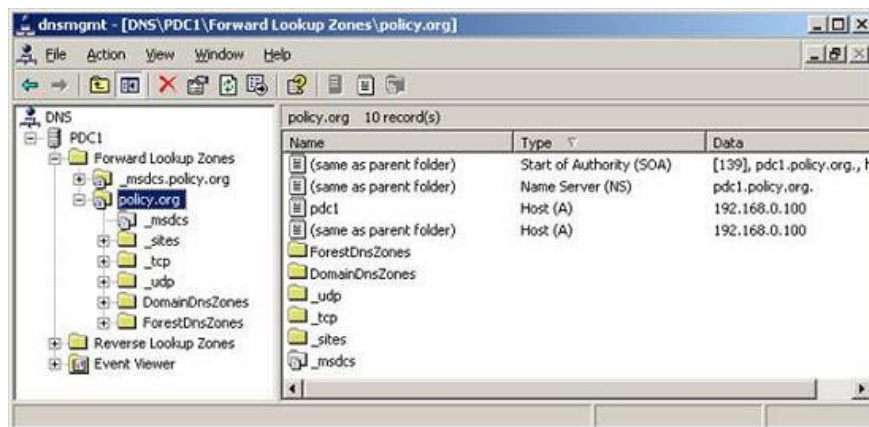 dnsmgmt - [DNS\PDC1\Forward Lookup Zones\policy.org]
File Action View Window Help
DNS
PDC1
Forward Lookup Zones
_msdcs.policy.org
policy.org
_msdcs
_sites
_tcp
_udp
DomainDnsZones
ForestDnsZones
Reverse Lookup Zones
Event Viewer
policy.org 10 record(s)
Name Type Data
(same as parent folder) Start of Authority (SOA) [139], pdc1.policy.org., h
(same as parent folder) Name Server (NS) pdc1.policy.org.
pdc1 Host (A) 192.168.0.100
(same as parent folder) Host (A) 192.168.0.100
ForestDnsZones
DomainDnsZones
_udp
_tcp
_sites
_msdcs